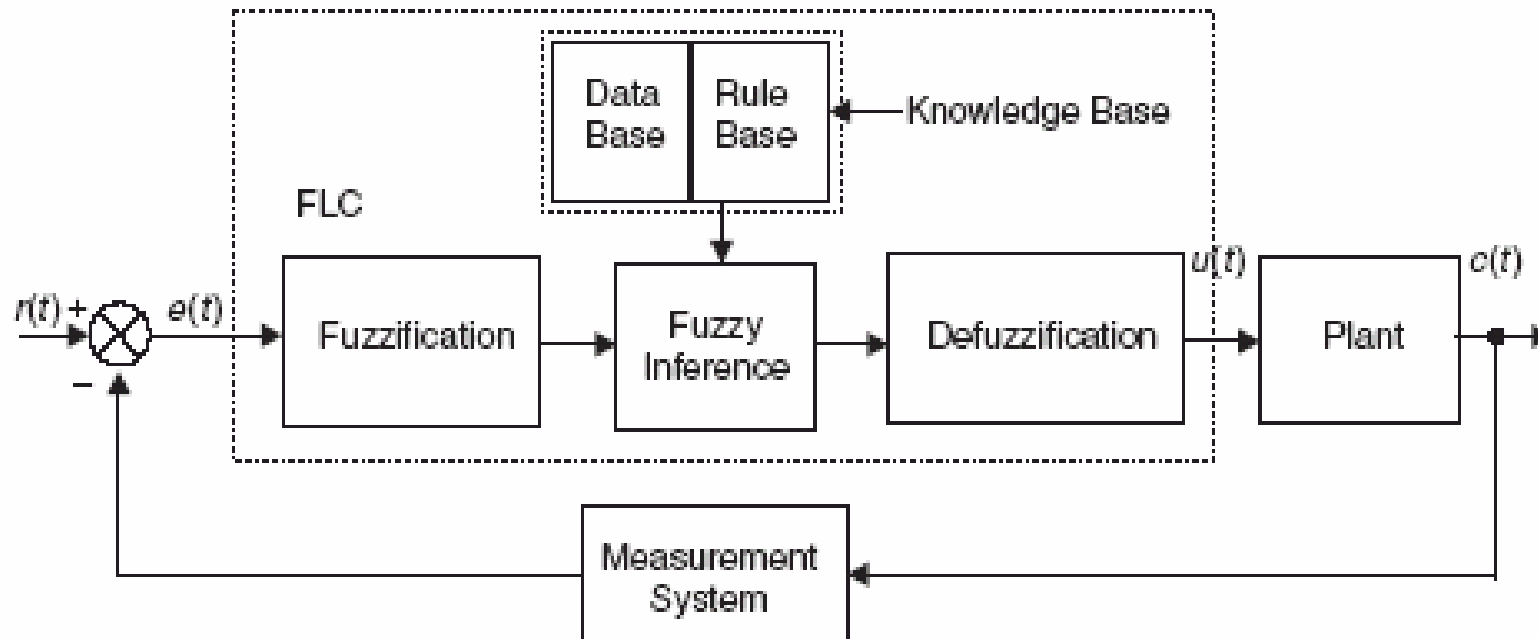 Data
Base
Rule
Base
Knowledge Base
FLC
r(t)
+
−
e(t)
Fuzzification
Fuzzy
Inference
Defuzzification
u(t)
Plant
c(t)
Measurement
System